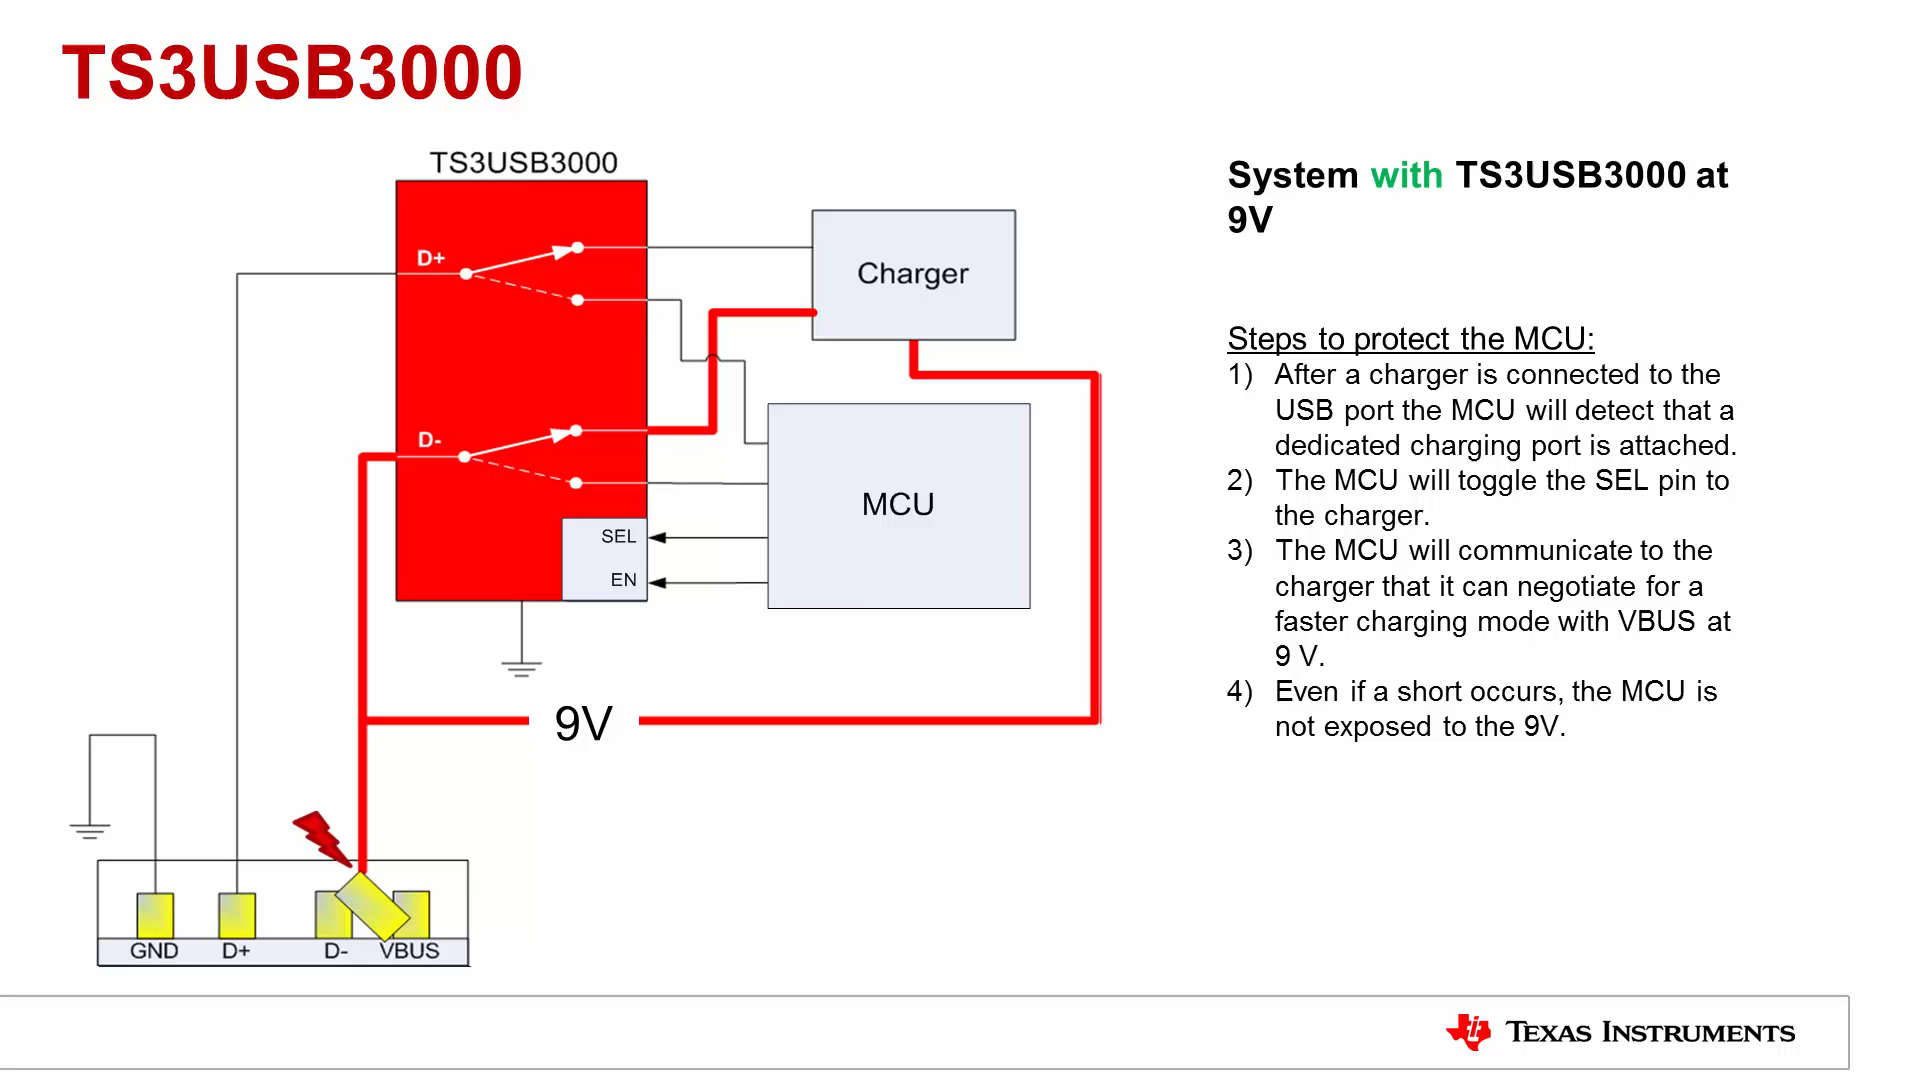 TS3USB3000
TS3USB3000
D+
D-
SEL
EN
Charger
MCU
9V
GND D+ D- VBUS
System with TS3USB3000 at
9V
Steps to protect the MCU:
1) After a charger is connected to the
USB port the MCU will detect that a
dedicated charging port is attached.
2) The MCU will toggle the SEL pin to
the charger.
3) The MCU will communicate to the
charger that it can negotiate for a
faster charging mode with VBUS at
9 V.
4) Even if a short occurs, the MCU is
not exposed to the 9V.
TEXAS INSTRUMENTS